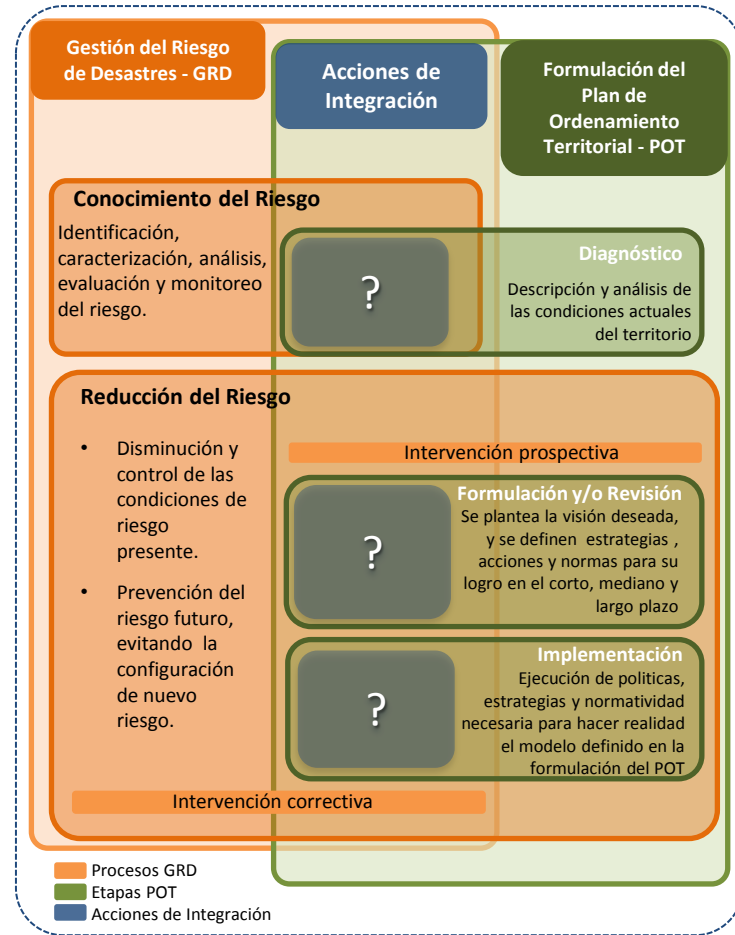 Gestión del Riesgo
de Desastres - GRD
Acciones de
Integración
Formulación del
Plan de
Ordenamiento
Territorial - POT
Conocimiento del Riesgo
Identificación,
caracterización, análisis,
evaluación y monitoreo
del riesgo.
?
Diagnóstico
Descripción y análisis de
las condiciones actuales
del territorio
Reducción del Riesgo
• Disminución y
control de las
condiciones de
riesgo
presente.
• Prevención del
riesgo futuro,
evitando la
configuración
de nuevo
riesgo.
Intervención prospectiva
?
Formulación y/o Revisión
Se plantea la visión deseada,
y se definen estrategias ,
acciones y normas para su
logro en el corto, mediano y
largo plazo
?
Implementación
Ejecución de politicas,
estrategias y normatividad
necesaria para hacer realidad
el modelo definido en la
formulación del POT
Intervención correctiva
Procesos GRD
Etapas POT
Acciones de Integración